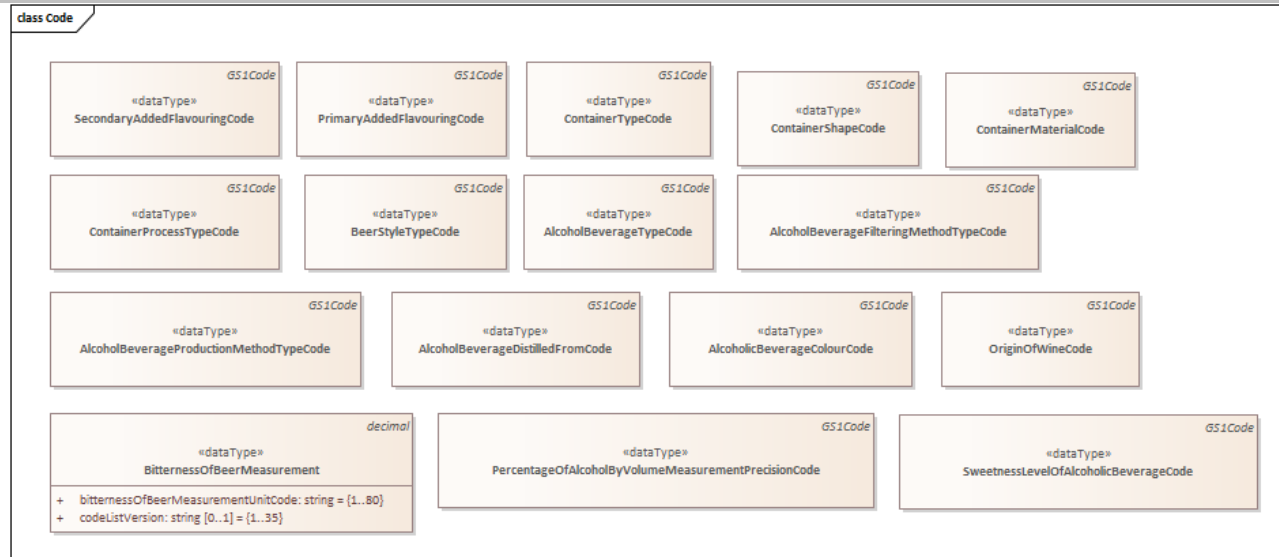 class Code
GS1Code
«dataType»
SecondaryAddedFlavouringCode
GS1Code
«dataType»
PrimaryAddedFlavouringCode
GS1Code
«dataType»
ContainerTypeCode
GS1Code
«dataType»
ContainerShapeCode
GS1Code
«dataType»
ContainerMaterialCode
GS1Code
«dataType»
ContainerProcessTypeCode
GS1Code
«dataType»
BeerStyleTypeCode
GS1Code
«dataType»
AlcoholBeverageTypeCode
GS1Code
«dataType»
AlcoholBeverageFilteringMethodTypeCode
GS1Code
«dataType»
AlcoholBeverageProductionMethodTypeCode
GS1Code
«dataType»
AlcoholBeverageDistilledFromCode
GS1Code
«dataType»
AlcoholicBeverageColourCode
GS1Code
«dataType»
OriginOfWineCode
decimal
«dataType»
BitternessOfBeerMeasurement
+ bitternessOfBeerMeasurementUnitCode: string = {1..80}
+ codeListVersion: string [0..1] = {1..35}
GS1Code
«dataType»
PercentageOfAlcoholByVolumeMeasurementPrecisionCode
GS1Code
«dataType»
SweetnessLevelOfAlcoholicBeverageCode